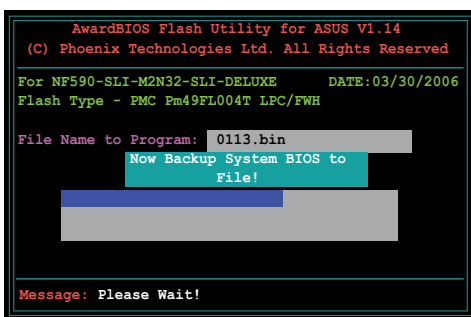 AwardBIOS Flash Utility for ASUS V1.14
(C) Phoenix Technologies Ltd. All Rights Reserved
For NF590-SLI-M2N32-SLI-DELUXE DATE:03/30/2006
Flash Type - PMC Pm49FL004T LPC/FWH
File Name to Program: 0113.bin
Now Backup System BIOS to
File!
Message: Please Wait!